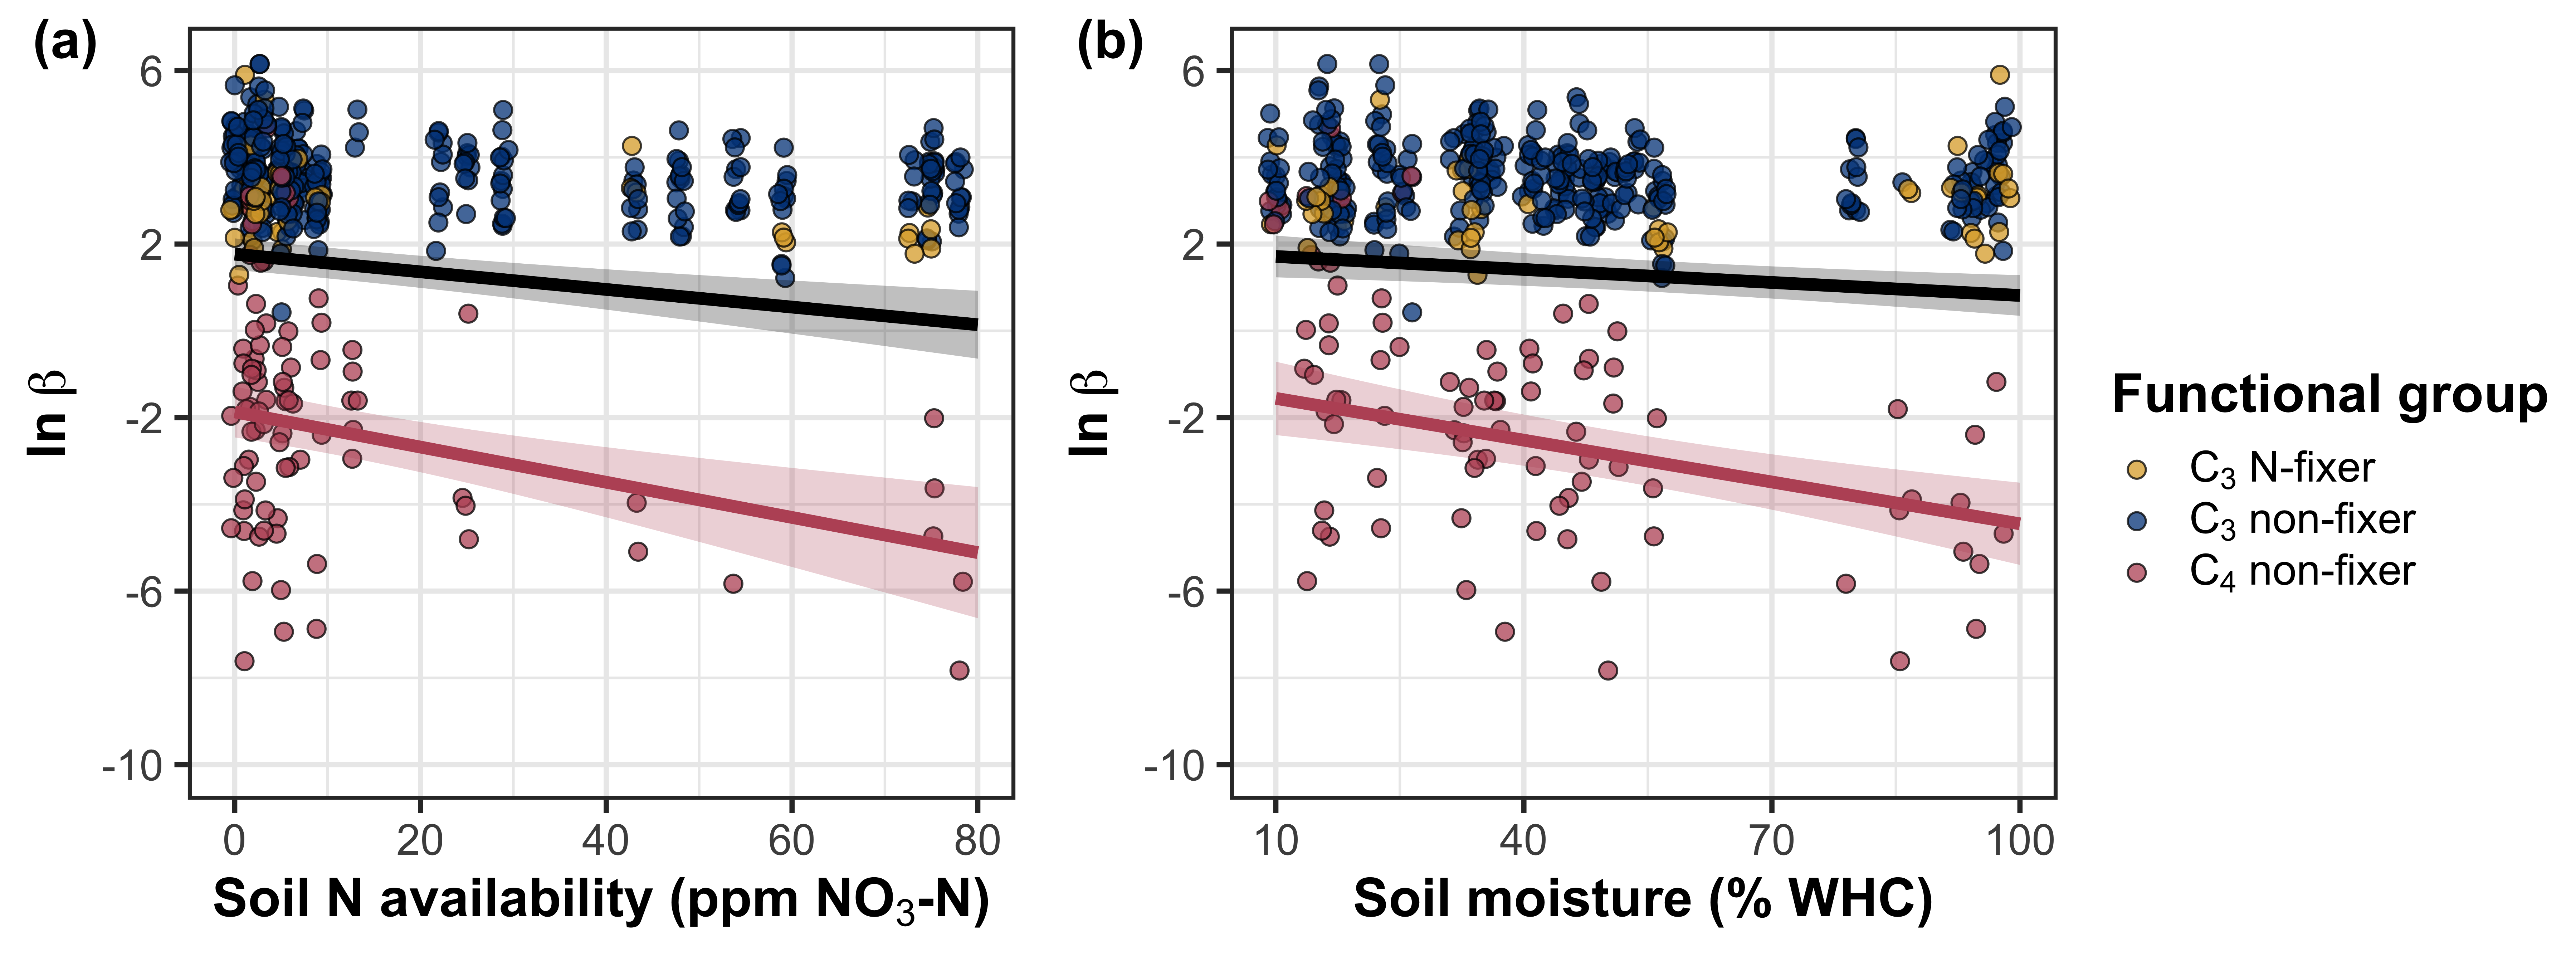 (a)
6
2
-2
-6
-10
ln β
0 20 40 60 80
Soil N availability (ppm NO₃-N)
(b)
6
2
-2
-6
-10
ln β
10 40 70 100
Soil moisture (% WHC)
Functional group
C₃ N-fixer
C₃ non-fixer
C₄ non-fixer